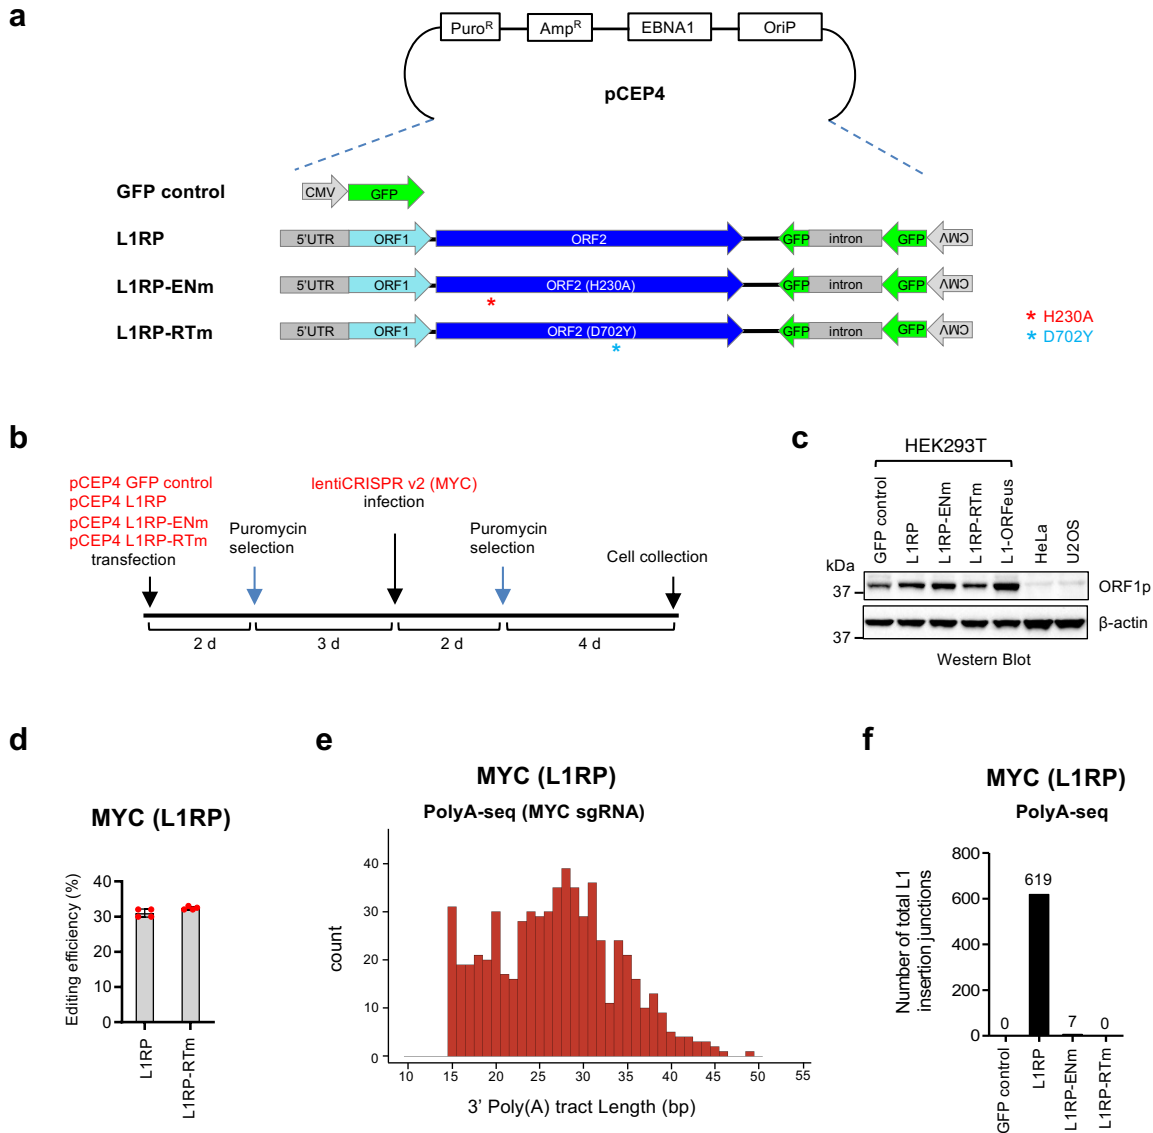 a
Puro^R Amp^R EBNA1 OriP
pCEP4
GFP control
CMV GFP
L1RP
5'UTR ORF1 ORF2 GFP intron GFP CMV
L1RP-ENm
5'UTR ORF1 ORF2 (H230A) GFP intron GFP CMV
*
L1RP-RTm
5'UTR ORF1 ORF2 (D702Y) GFP intron GFP CMV
*
* H230A
* D702Y
b
pCEP4 GFP control
pCEP4 L1RP
pCEP4 L1RP-ENm
pCEP4 L1RP-RTm
transfection
Puromycin
selection
lentiCRISPR v2 (MYC)
infection
Puromycin
selection
Cell collection
2 d 3 d 2 d 4 d
c
HEK293T
GFP control
L1RP
L1RP-ENm
L1RP-RTm
L1-ORFeus
HeLa
U2OS
kDa
37
ORF1p
β-actin
37
Western Blot
d
MYC (L1RP)
Editing efficiency (%)
40
30
20
10
0
L1RP
L1RP-RTm
e
MYC (L1RP)
PolyA-seq (MYC sgRNA)
count
40
30
20
10
0
10 15 20 25 30 35 40 45 50 55
3' Poly(A) tract Length (bp)
f
MYC (L1RP)
PolyA-seq
Number of total L1
insertion junctions
800
600
400
200
0
0 619 7 0
GFP control
L1RP
L1RP-ENm
L1RP-RTm